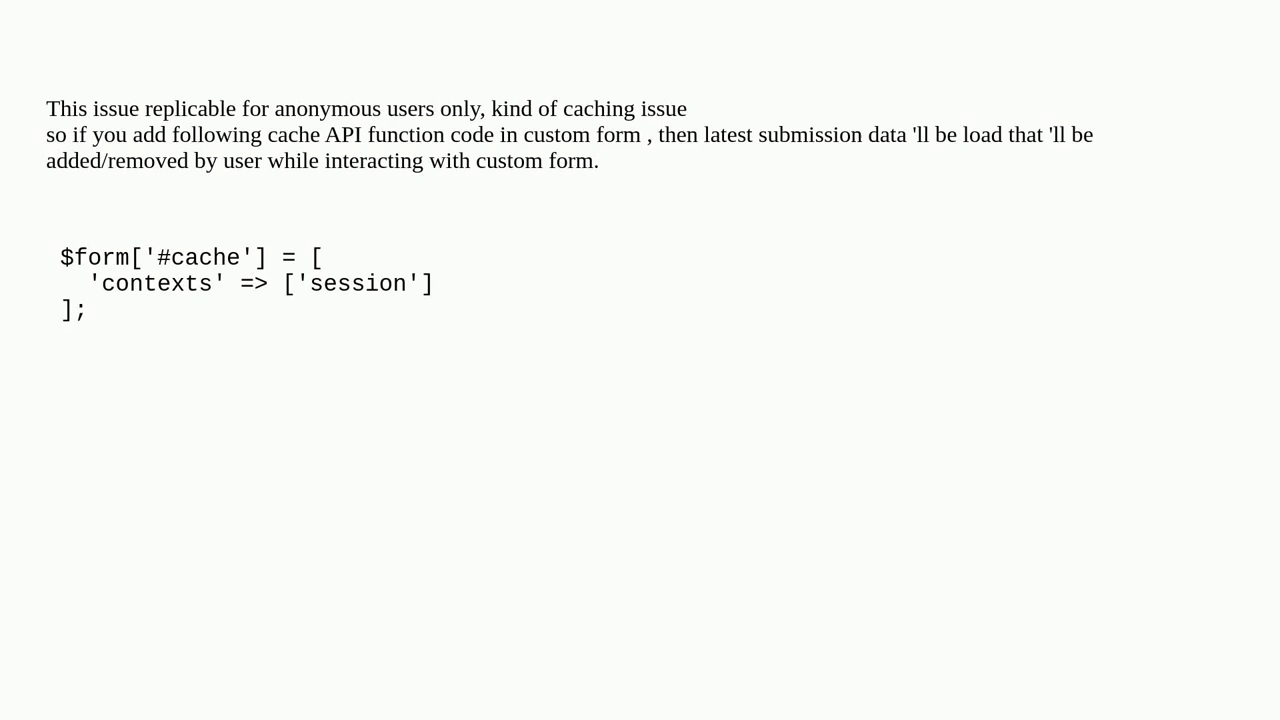 This issue replicable for anonymous users only, kind of caching issue
so if you add following cache API function code in custom form , then latest submission data 'll be load that 'll be
added/removed by user while interacting with custom form.
$form['#cache'] = [
  'contexts' => ['session']
];